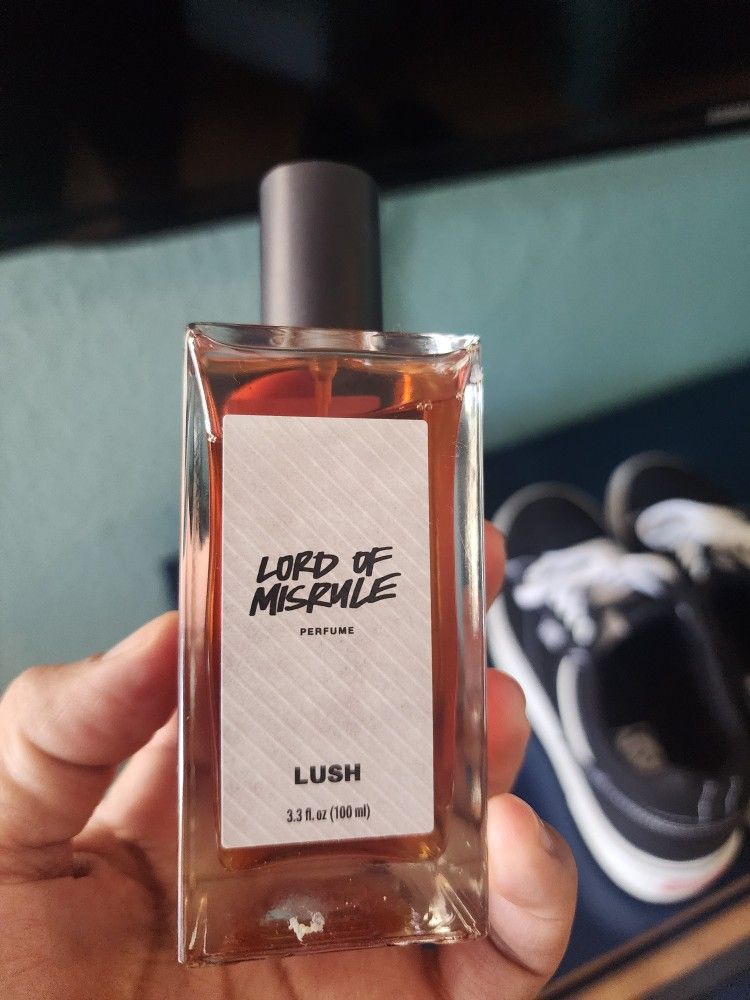 LORD OF
MISRULE
PERFUME
LUSH
3.3 fl. oz (100 ml)